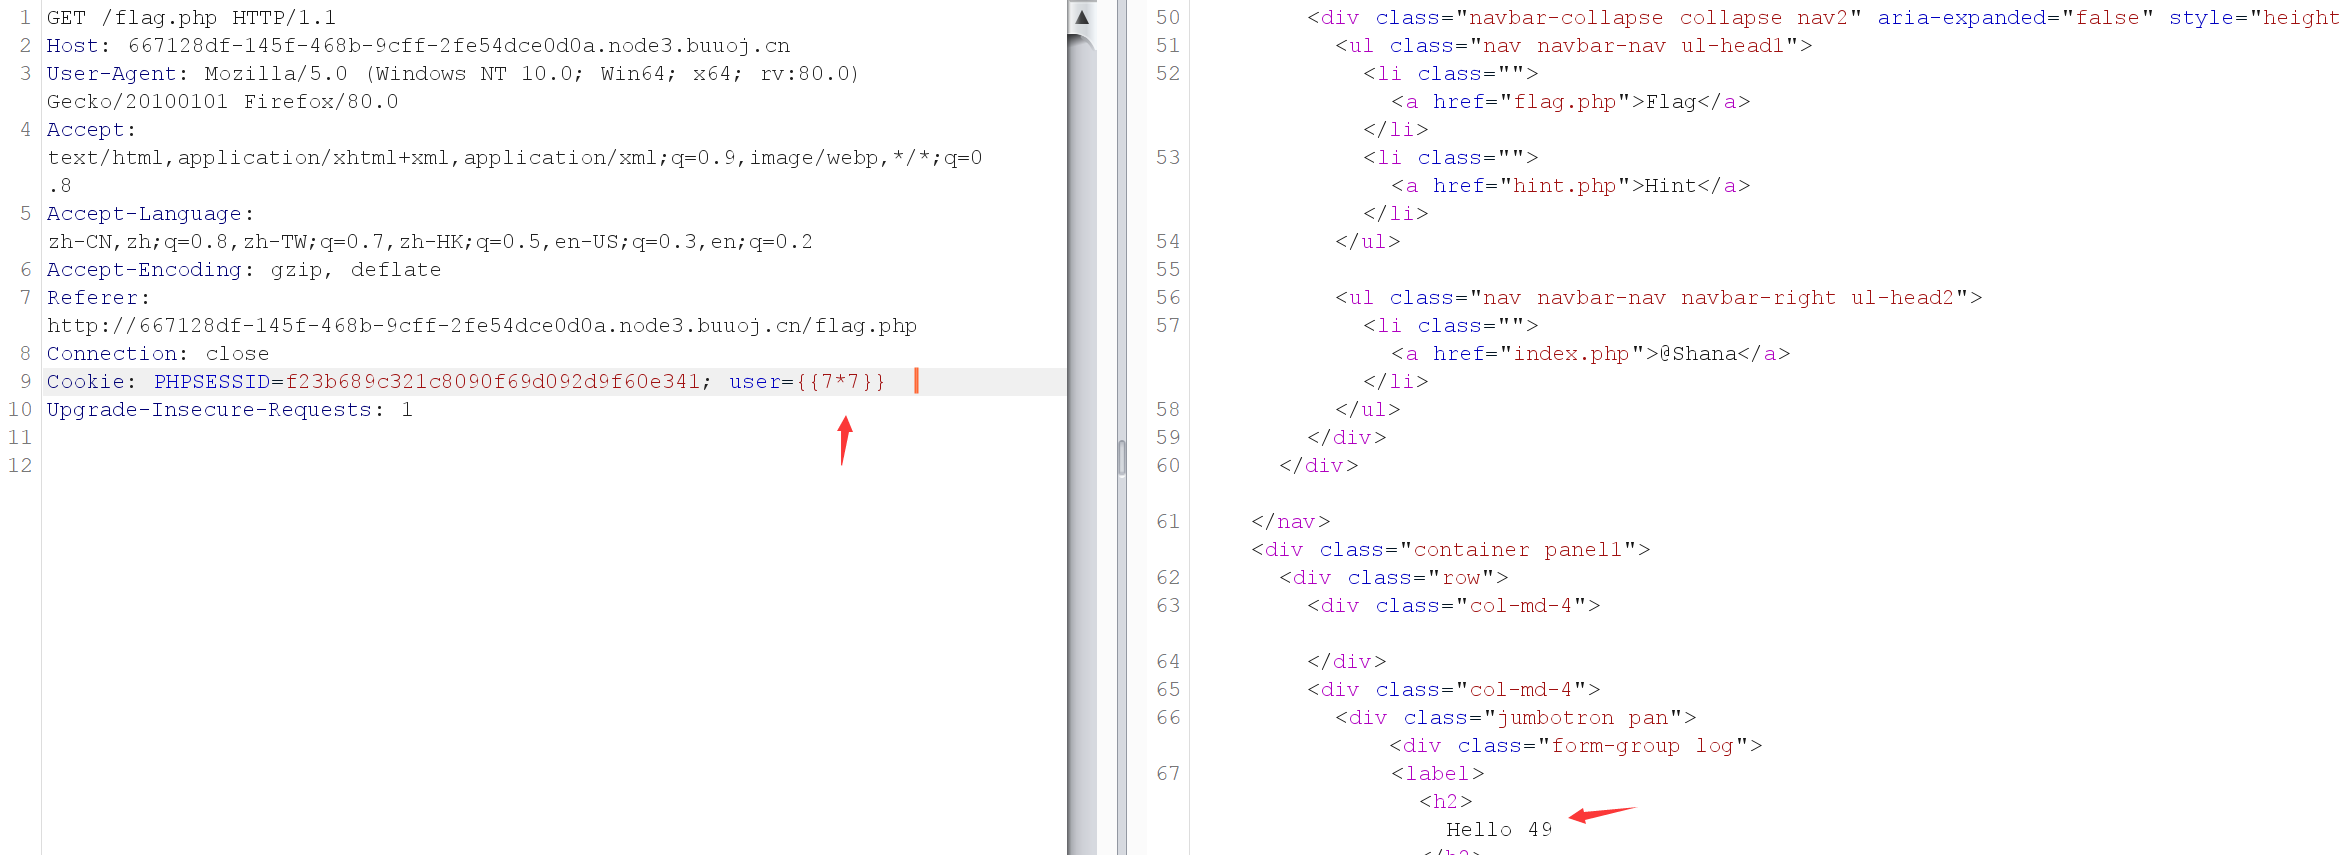 1 GET /flag.php HTTP/1.1
2 Host: 667128df-145f-468b-9cff-2fe54dce0d0a.node3.buuoj.cn
3 User-Agent: Mozilla/5.0 (Windows NT 10.0; Win64; x64; rv:80.0)
Gecko/20100101 Firefox/80.0
4 Accept:
text/html,application/xhtml+xml,application/xml;q=0.9,image/webp,*/*;q=0
.8
5 Accept-Language:
zh-CN,zh;q=0.8,zh-TW;q=0.7,zh-HK;q=0.5,en-US;q=0.3,en;q=0.2
6 Accept-Encoding: gzip, deflate
7 Referer:
http://667128df-145f-468b-9cff-2fe54dce0d0a.node3.buuoj.cn/flag.php
8 Connection: close
9 Cookie: PHPSESSID=f23b689c321c8090f69d092d9f60e341; user={{7*7}}
10 Upgrade-Insecure-Requests: 1
11
12
50 <div class="navbar-collapse collapse nav2" aria-expanded="false" style="height
51 <ul class="nav navbar-nav ul-head1">
52 <li class="">
<a href="flag.php">Flag</a>
</li>
53 <li class="">
<a href="hint.php">Hint</a>
</li>
54 </ul>
55
56 <ul class="nav navbar-nav navbar-right ul-head2">
57 <li class="">
<a href="index.php">@Shana</a>
</li>
58 </ul>
59 </div>
60 </div>
61 </nav>
<div class="container panel1">
62 <div class="row">
63 <div class="col-md-4">
64 </div>
65 <div class="col-md-4">
66 <div class="jumbotron pan">
<div class="form-group log">
67 <label>
<h2>
Hello 49